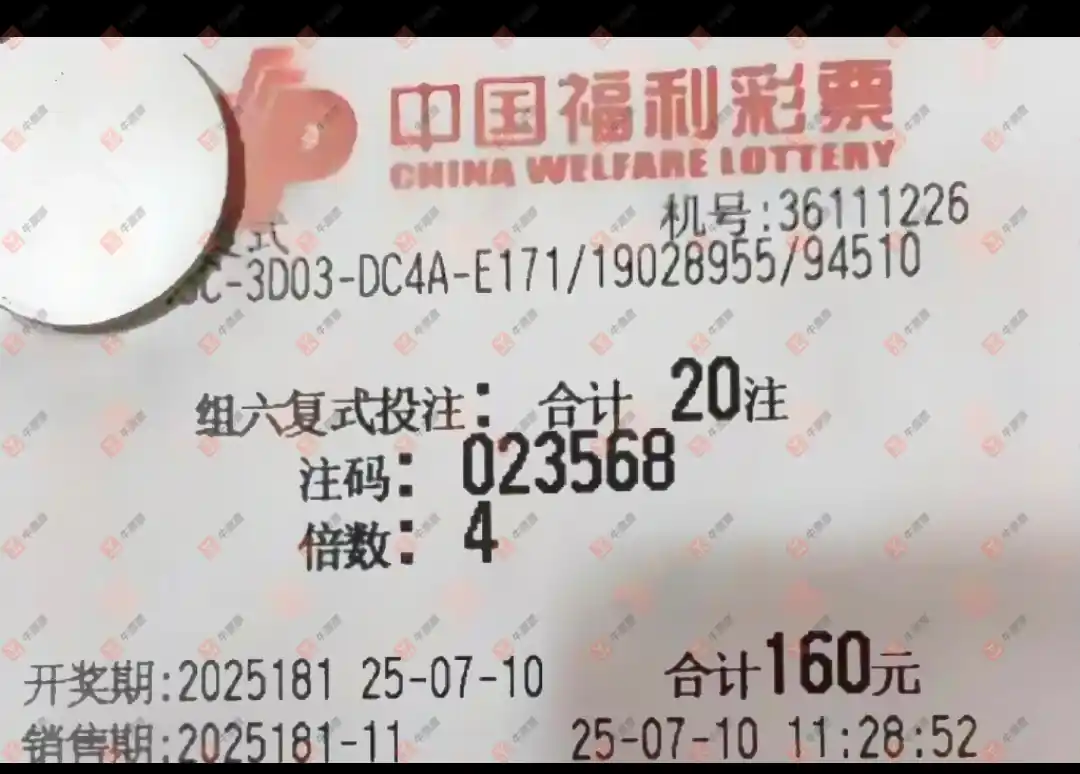 中国福利彩票
CHINA WELFARE LOTTERY
机号:36111226
式
C-3D03-DC4A-E171/19028955/94510
组六复式投注：合计 20注
注码：023568
倍数：4
开奖期:2025181 25-07-10 合计160元
销售期:2025181-11 25-07-10 11:28:52